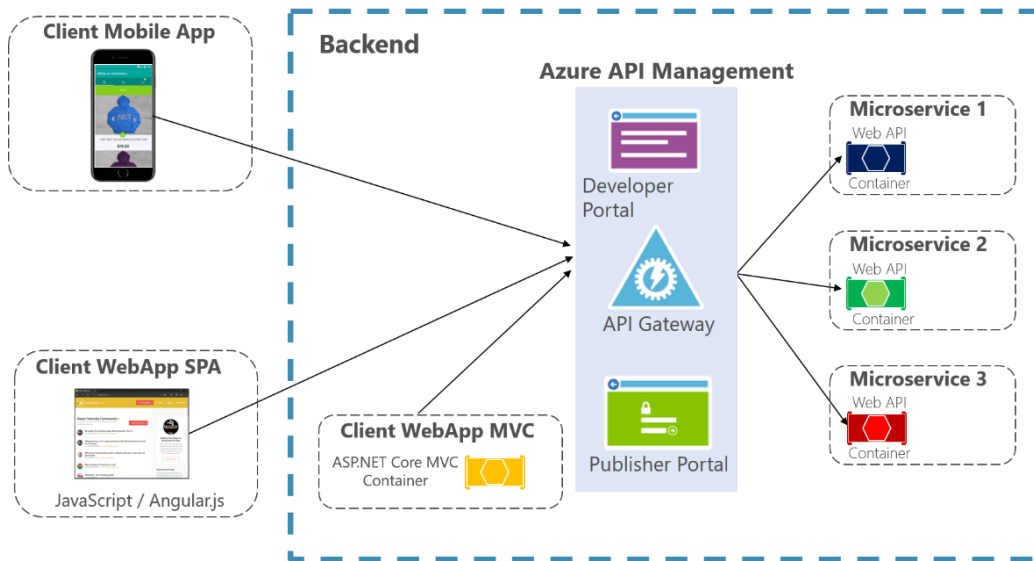 Client Mobile App
.NET
Backend
Azure API Management
Developer
Portal
API Gateway
Publisher Portal
Microservice 1
Web API
Container
Microservice 2
Web API
Container
Microservice 3
Web API
Container
Client WebApp SPA
JavaScript / Angular.js
Client WebApp MVC
ASP.NET Core MVC
Container